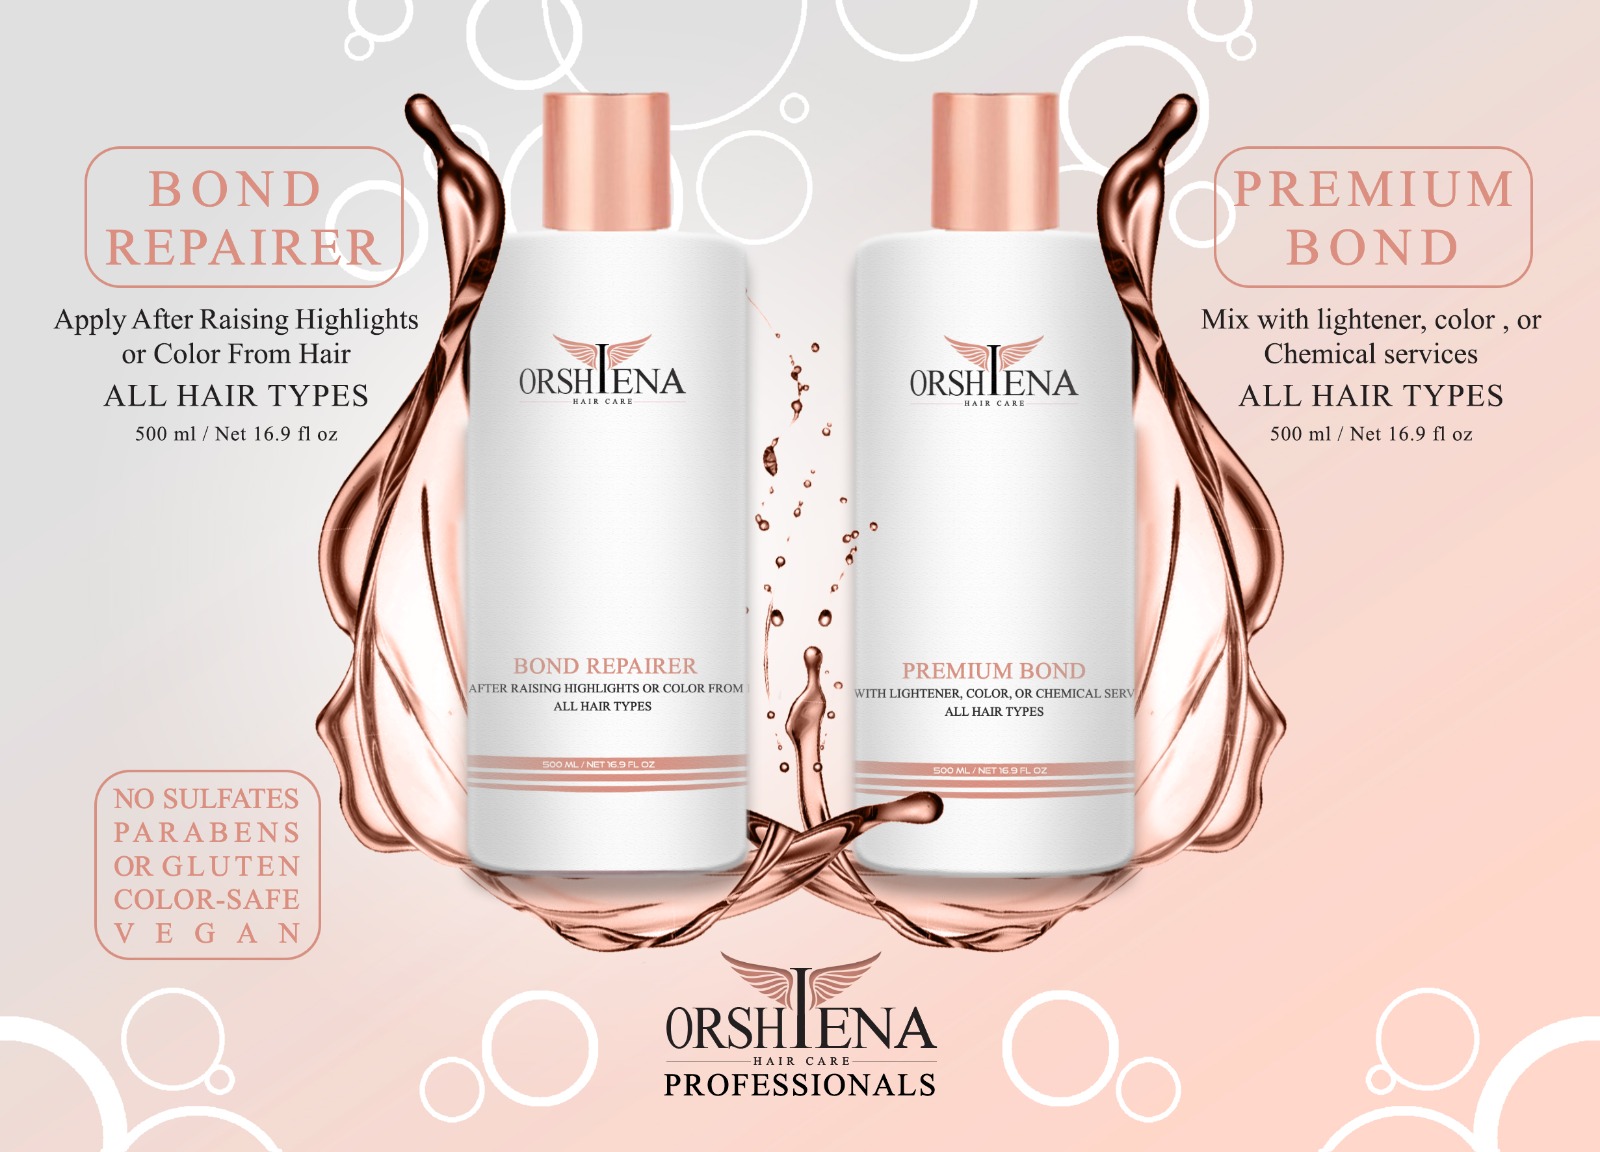 BOND
REPAIRER
Apply After Raising Highlights
or Color From Hair
ALL HAIR TYPES
500 ml / Net 16.9 fl oz
PREMIUM
BOND
Mix with lightener, color , or
Chemical services
ALL HAIR TYPES
500 ml / Net 16.9 fl oz
ORSHIENA
HAIR CARE
BOND REPAIRER
AFTER RAISING HIGHLIGHTS OR COLOR FROM
ALL HAIR TYPES
500 ML / NET 16.9 FL OZ
ORSHIENA
HAIR CARE
PREMIUM BOND
WITH LIGHTENER, COLOR, OR CHEMICAL SERV
ALL HAIR TYPES
500 ML / NET 16.9 FL OZ
NO SULFATES
PARABENS
OR GLUTEN
COLOR-SAFE
VEGAN
ORSHIENA
HAIR CARE
PROFESSIONALS